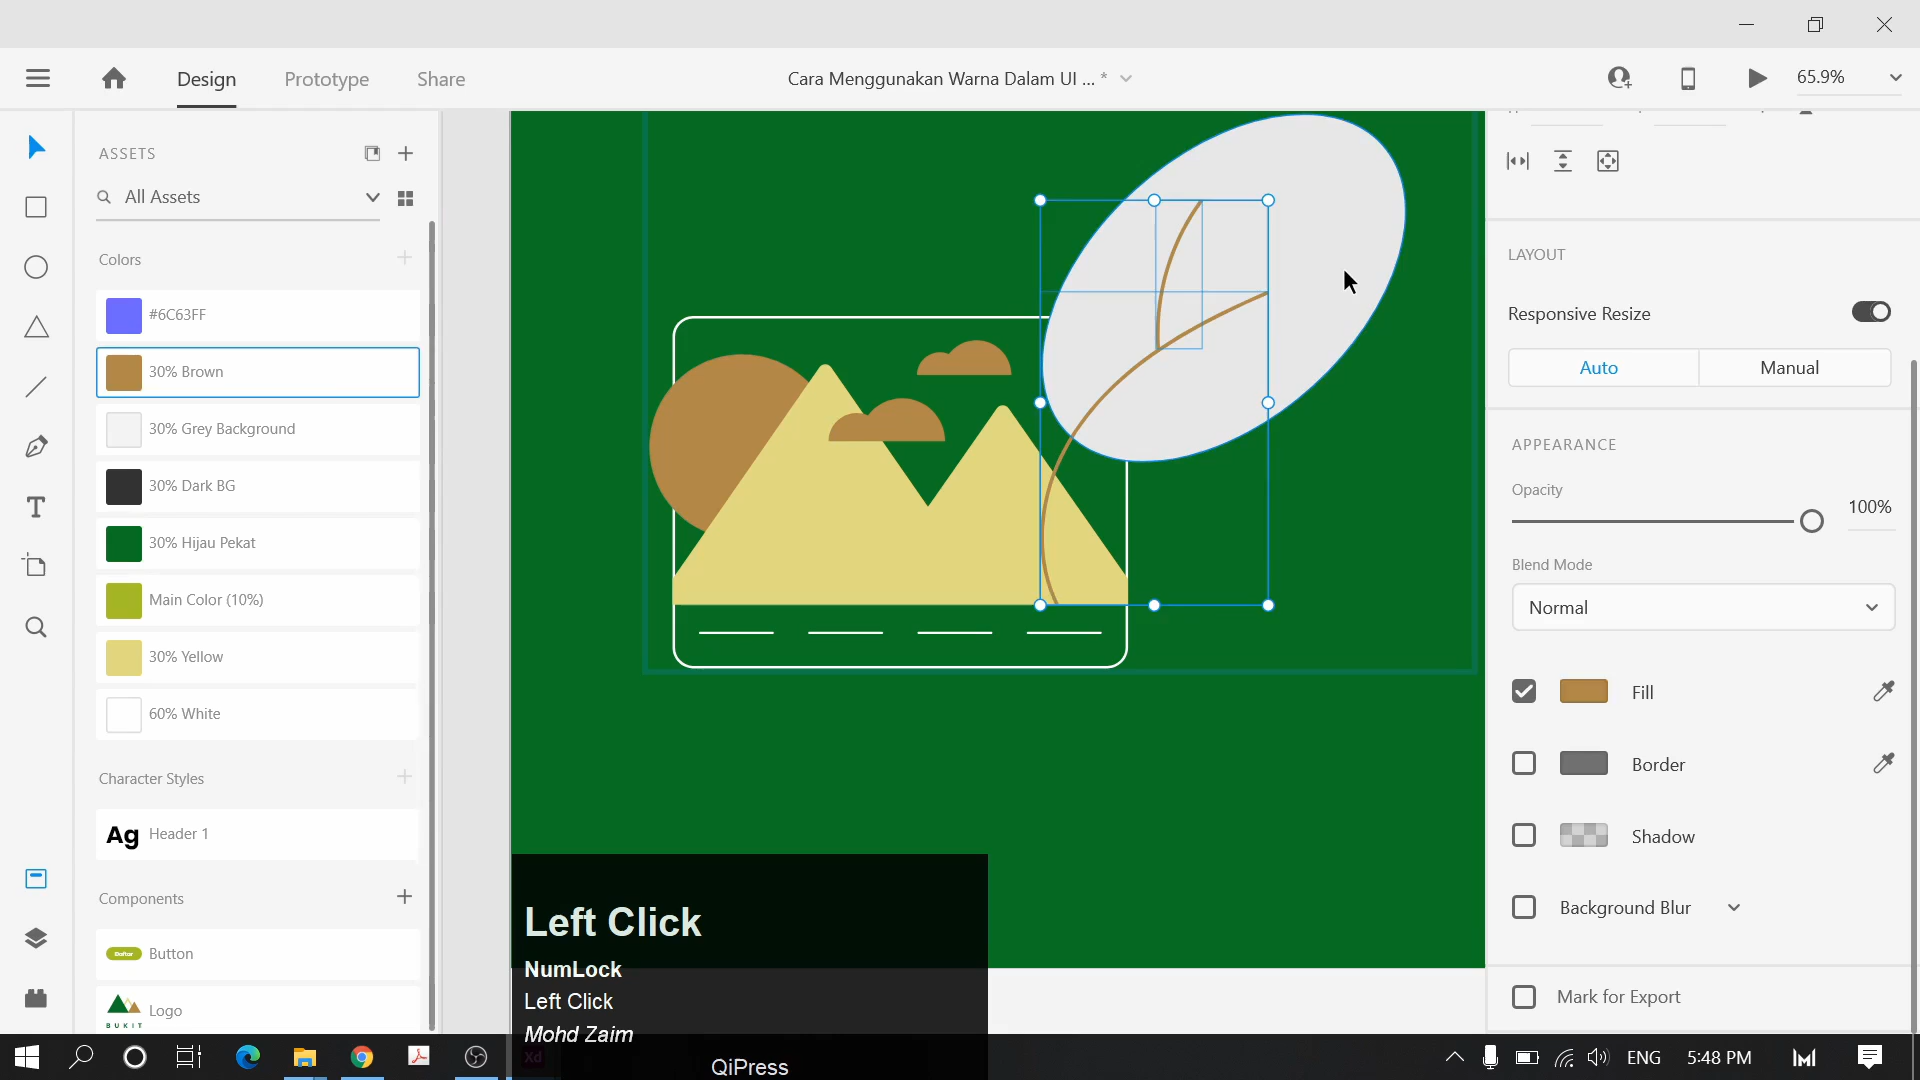 Design
Prototype
Share
Cara Menggunakan Warna Dalam UI ... *
65.9%
ASSETS
All Assets
Colors
#6C63FF
30% Brown
30% Grey Background
30% Dark BG
30% Hijau Pekat
Main Color (10%)
30% Yellow
60% White
Character Styles
Ag Header 1
Components
Button
BUKIT
Logo
LAYOUT
Responsive Resize
Auto
Manual
APPEARANCE
Opacity
100%
Blend Mode
Normal
Fill
Border
Shadow
Background Blur
Mark for Export
Left Click
NumLock
Left Click
Mohd Zaim
QiPress
Xd
ENG
5:48 PM